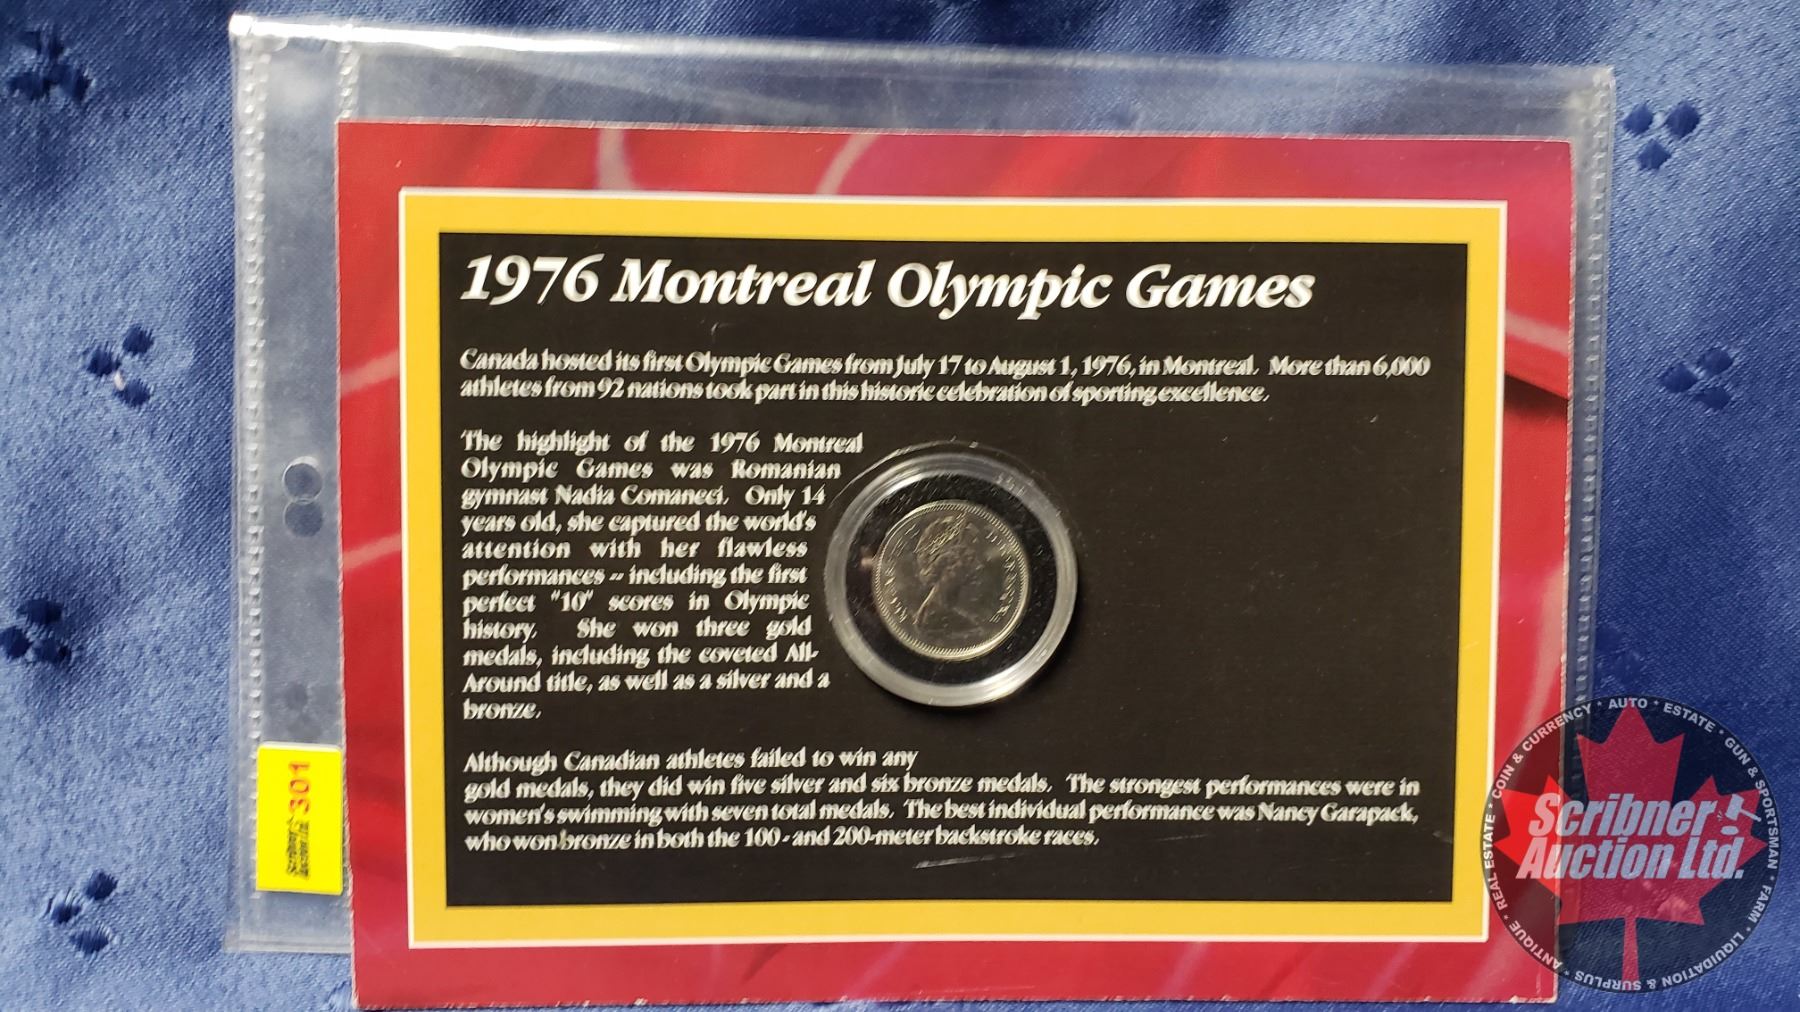 1976 Montreal Olympic Games
Canada hosted its first Olympic Games from July 17 to August 1, 1976, in Montreal. More than 6,000
athletes from 92 nations took part in this historic celebration of sporting excellence.
The highlight of the 1976 Montreal
Olympic Games was Romanian
gymnast Nadia Comaneci. Only 14
years old, she captured the world's
attention with her flawless
performances -- including the first
perfect "10" scores in Olympic
history. She won three gold
medals, including the coveted All-
Around title, as well as a silver and a
bronze.
Although Canadian athletes failed to win any
gold medals, they did win five silver and six bronze medals. The strongest performances were in
women's swimming with seven total medals. The best individual performance was Nancy Garapack,
who won bronze in both the 100 - and 200-meter backstroke races.
301
Scribner !
Auction Ltd.
ANTIQUE * REAL ESTATE * COIN & CURRENCY * AUTO * ESTATE * GUN & SPORTSMAN * FARM * LIQUIDATION & SURPLUS *